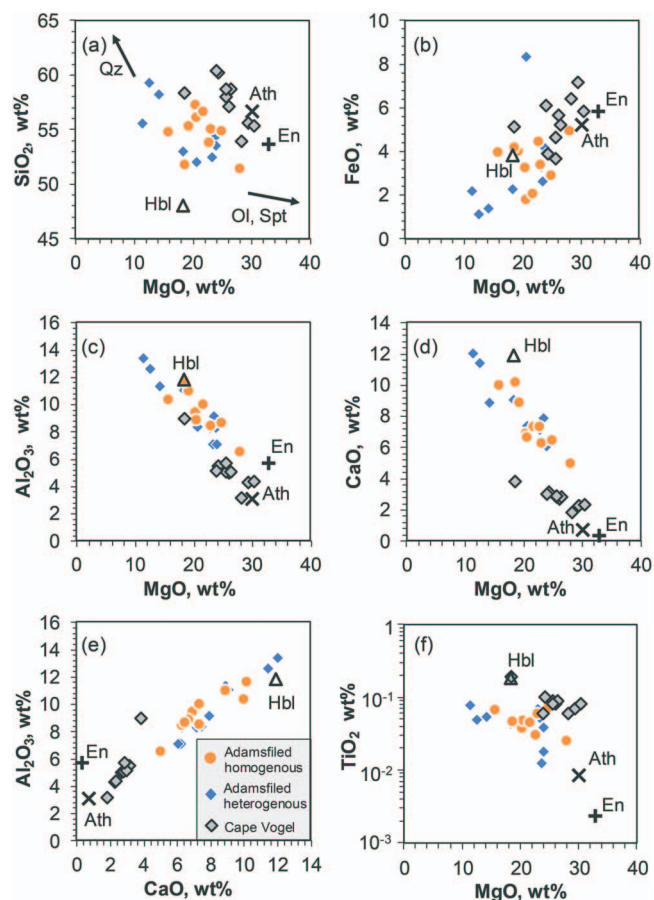 (a)
65
60
55
50
45
SiO2, wt%
Qz
Ath
En
Hbl
Ol, Spt
0 10 20 30 40
MgO, wt%
(b)
10
8
6
4
2
0
FeO, wt%
En
Hbl
Ath
0 10 20 30 40
MgO, wt%
(c)
16
14
12
10
8
6
4
2
0
Al2O3, wt%
Hbl
En
Ath
0 10 20 30 40
MgO, wt%
(d)
14
12
10
8
6
4
2
0
CaO, wt%
Hbl
Ath
En
0 10 20 30 40
MgO, wt%
(e)
16
14
12
10
8
6
4
2
0
Al2O3, wt%
Hbl
En
Ath
Adamsfiled
homogenous
Adamsfiled
heterogenous
Cape Vogel
0 2 4 6 8 10 12 14
CaO, wt%
(f)
1
10-1
10-2
10-3
TiO2 wt%
Hbl
Ath
En
0 10 20 30 40
MgO, wt%